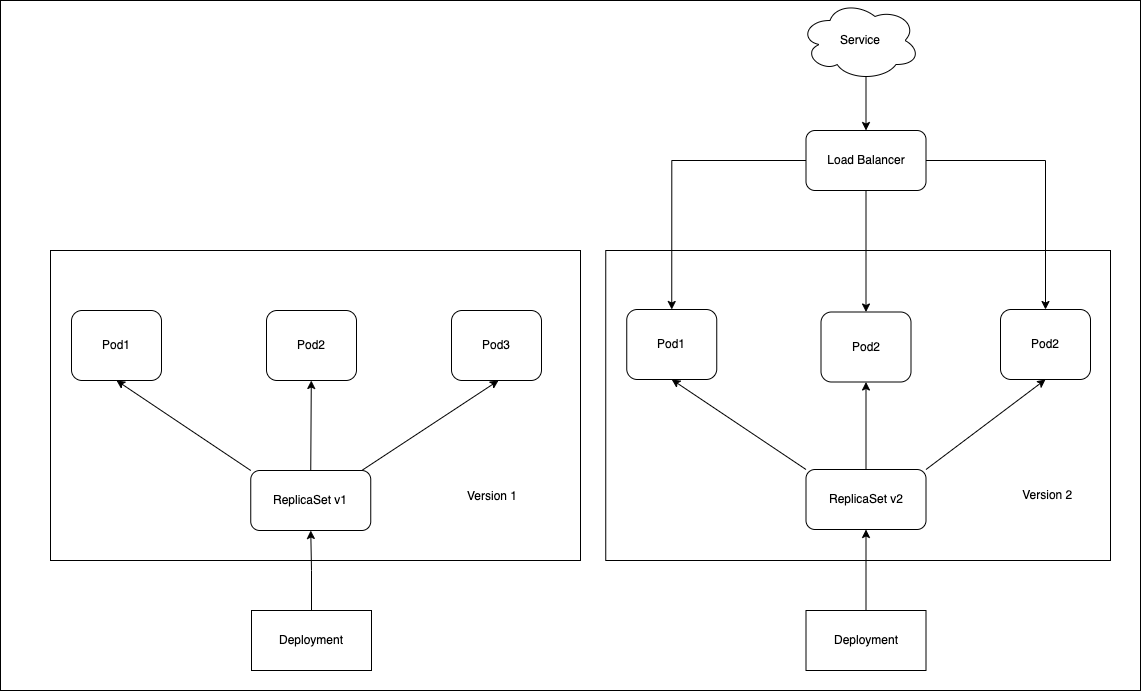 Service
Load Balancer
Pod1
Pod2
Pod3
Pod1
Pod2
Pod2
ReplicaSet v1
Version 1
ReplicaSet v2
Version 2
Deployment
Deployment